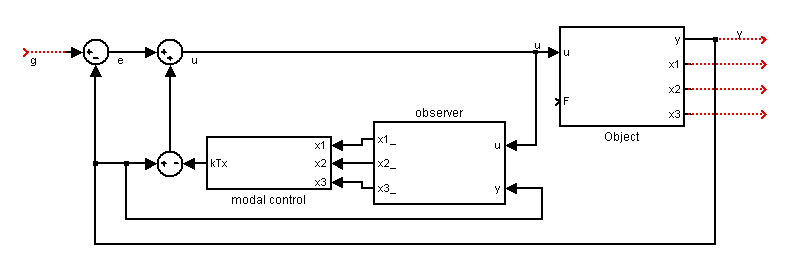 g
e
u
u
u
F
y
x1
x2
x3
Object
y
observer
x1_
x2_
x3_
u
y
kTx
x1
x2
x3
modal control